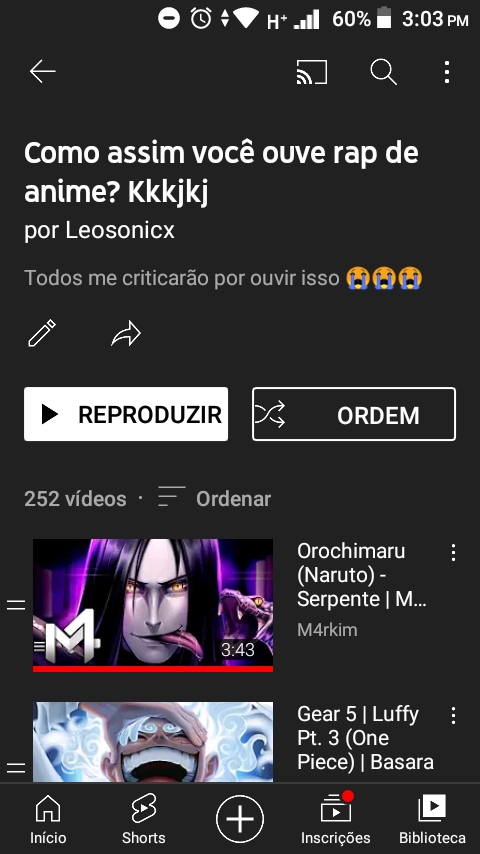 H+ 60% 3:03 PM
Como assim você ouve rap de
anime? Kkkjkj
por Leosonicx
Todos me criticarão por ouvir isso 😭😭😭
REPRODUZIR
ORDEM
252 vídeos · Ordenar
Orochimaru
(Naruto) -
Serpente | M...
M4rkim
M
3:43
Gear 5 | Luffy
Pt. 3 (One
Piece) | Basara
Início
Shorts
Inscrições
Biblioteca